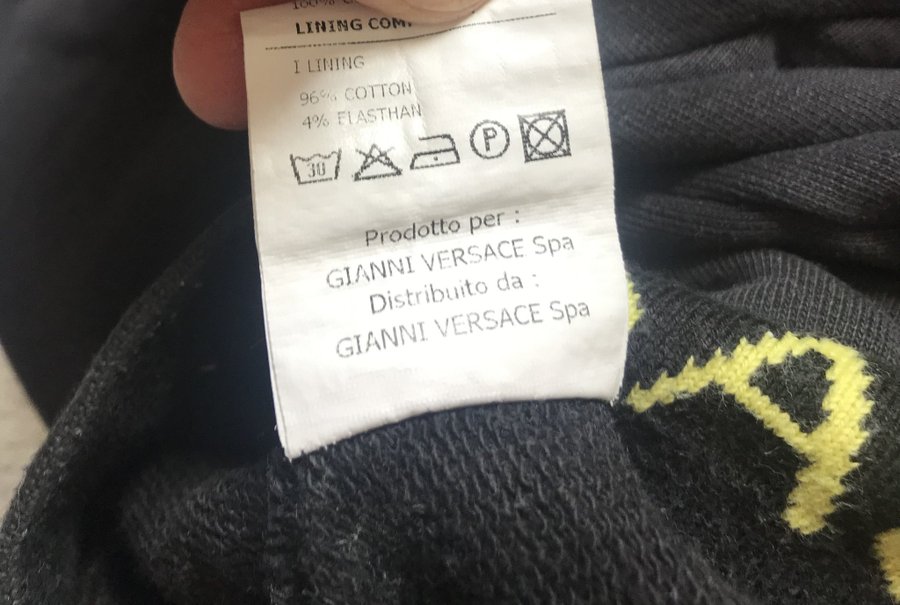 LINING COM
I LINING
96% COTTON
4% ELASTHAN
30 P
Prodotto per :
GIANNI VERSACE Spa
Distribuito da :
GIANNI VERSACE Spa